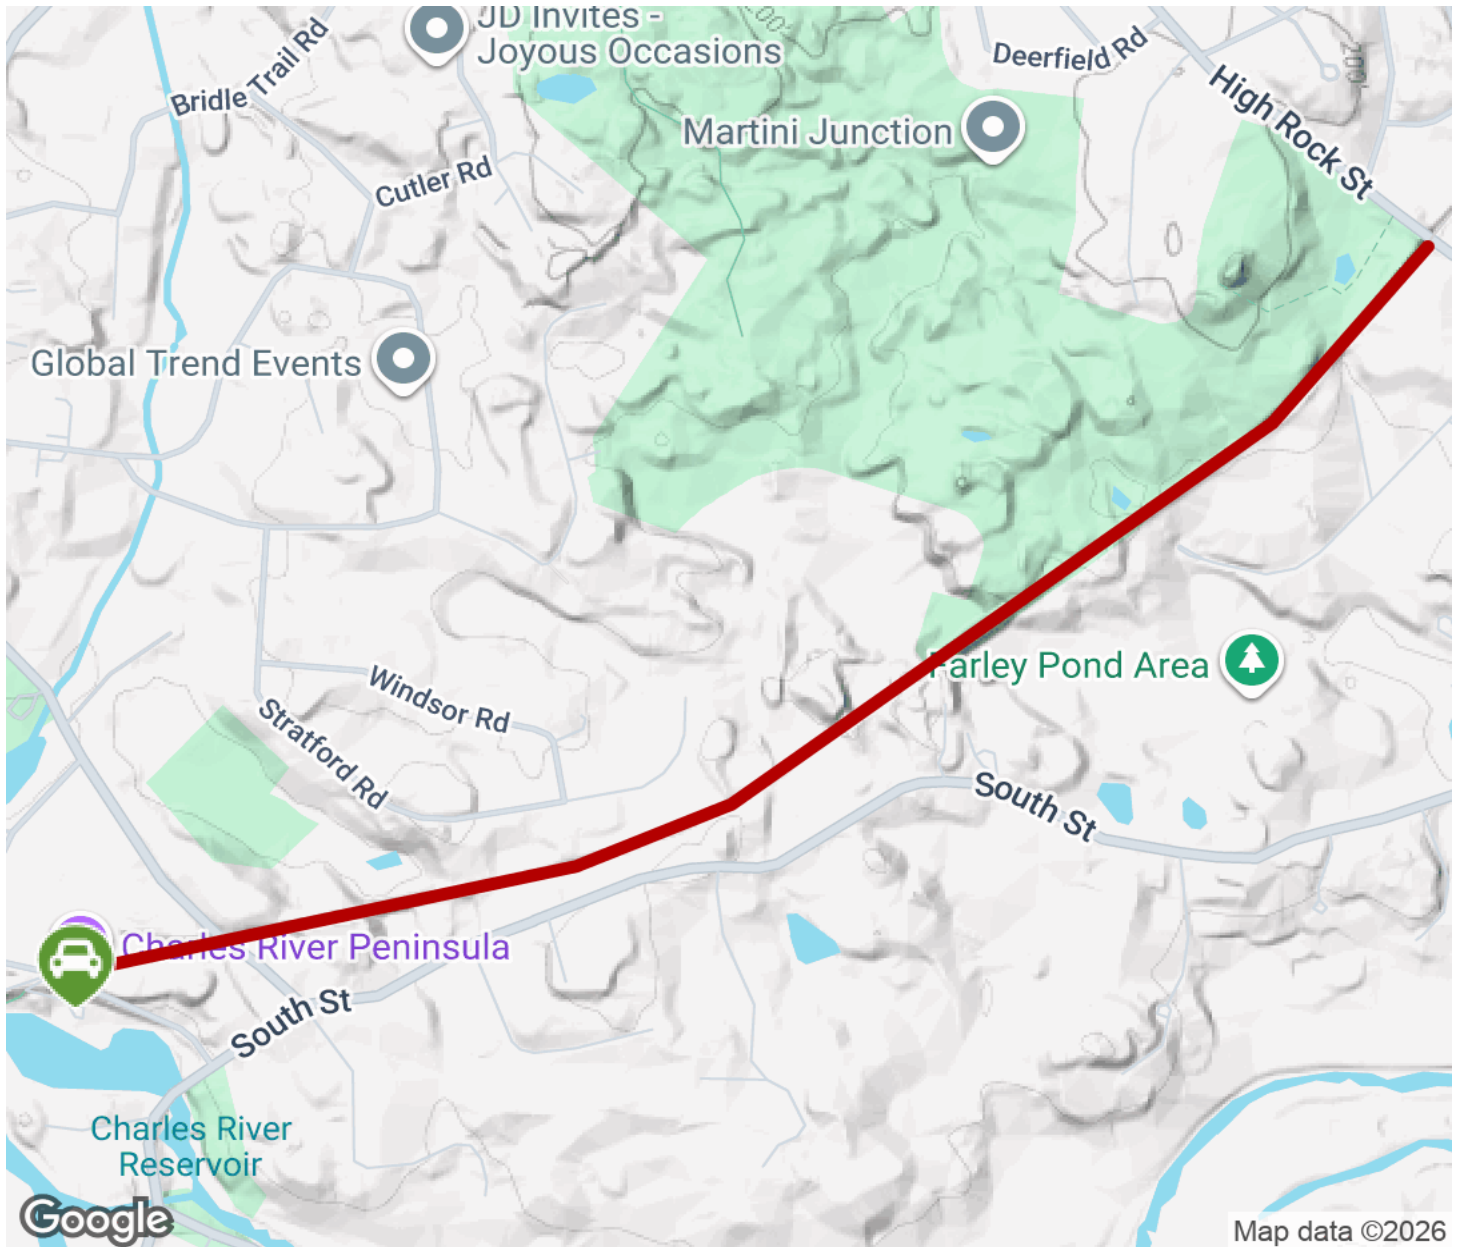 JD Invites -
Joyous Occasions
Deerfield Rd
200
Bridle Trail Rd
High Rock St
Martini Junction
Cutler Rd
Global Trend Events
Farley Pond Area
Windsor Rd
Stratford Rd
South St
Charles River Peninsula
South St
Charles River
Reservoir
Google
Map data ©2026